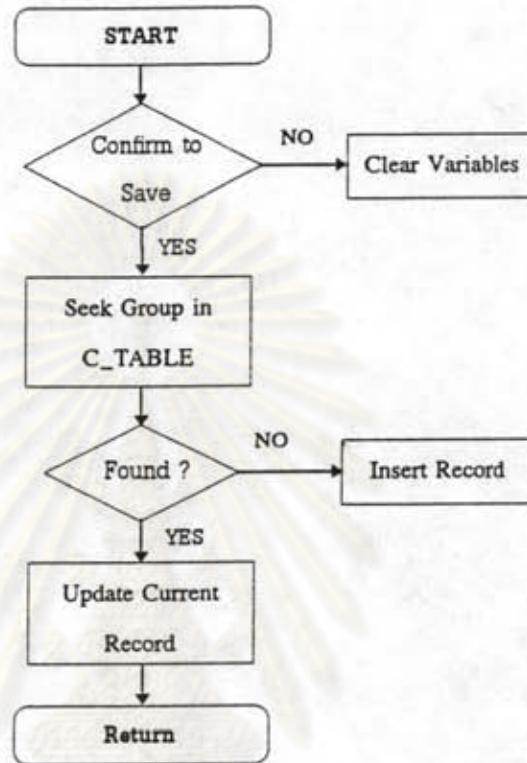 START
Confirm to
Save
NO
Clear Variables
YES
Seek Group in
C_TABLE
Found ?
NO
Insert Record
YES
Update Current
Record
Return